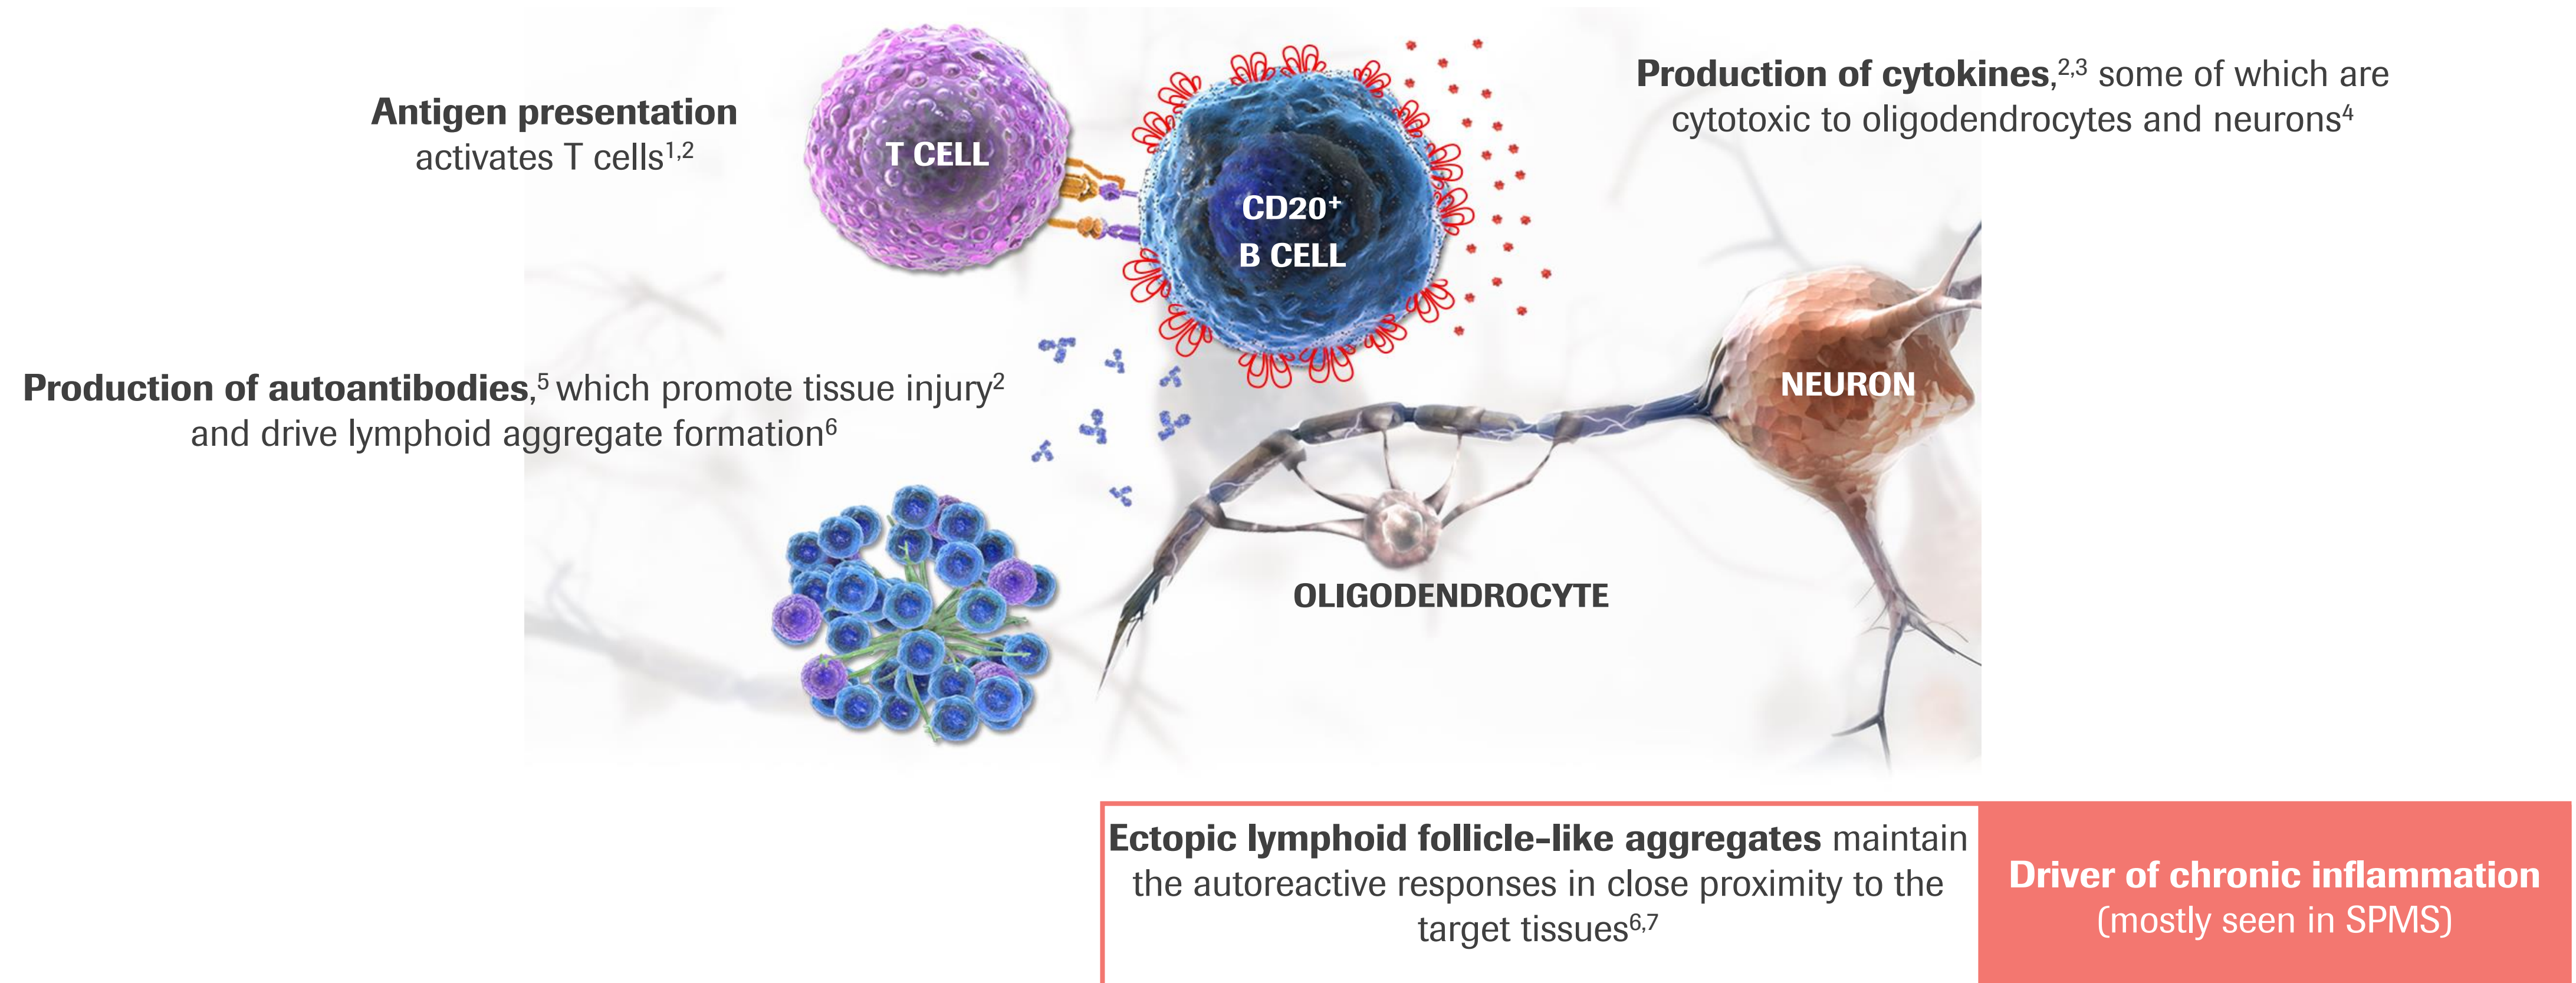 Antigen presentation
activates T cells1,2
T CELL
CD20+
B CELL
Production of cytokines,2,3 some of which are
cytotoxic to oligodendrocytes and neurons4
Production of autoantibodies,5 which promote tissue injury2
and drive lymphoid aggregate formation6
NEURON
OLIGODENDROCYTE
Ectopic lymphoid follicle-like aggregates maintain
the autoreactive responses in close proximity to the
target tissues6,7
Driver of chronic inflammation
(mostly seen in SPMS)